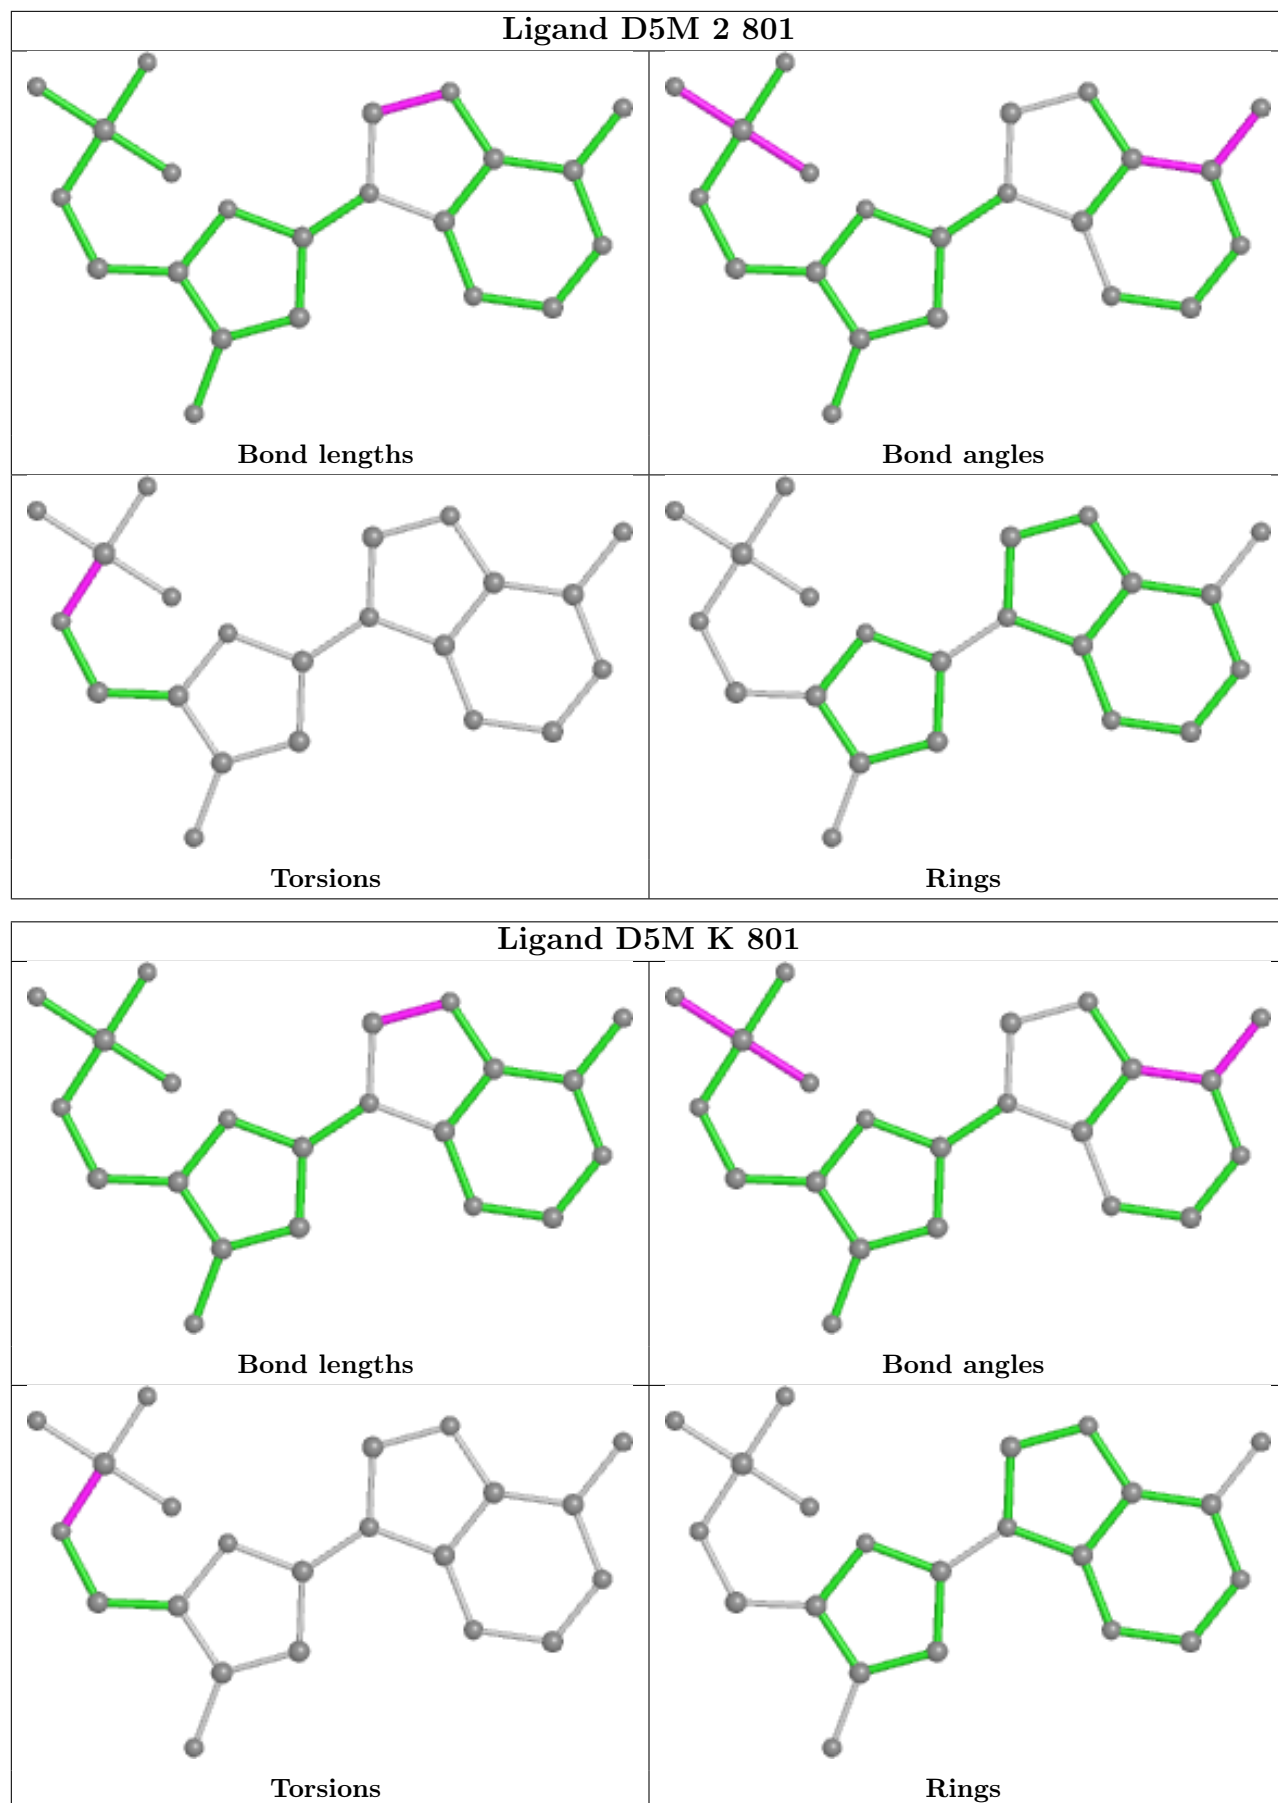 Ligand D5M 2 801
Bond lengths
Bond angles
Torsions
Rings
Ligand D5M K 801
Bond lengths
Bond angles
Torsions
Rings